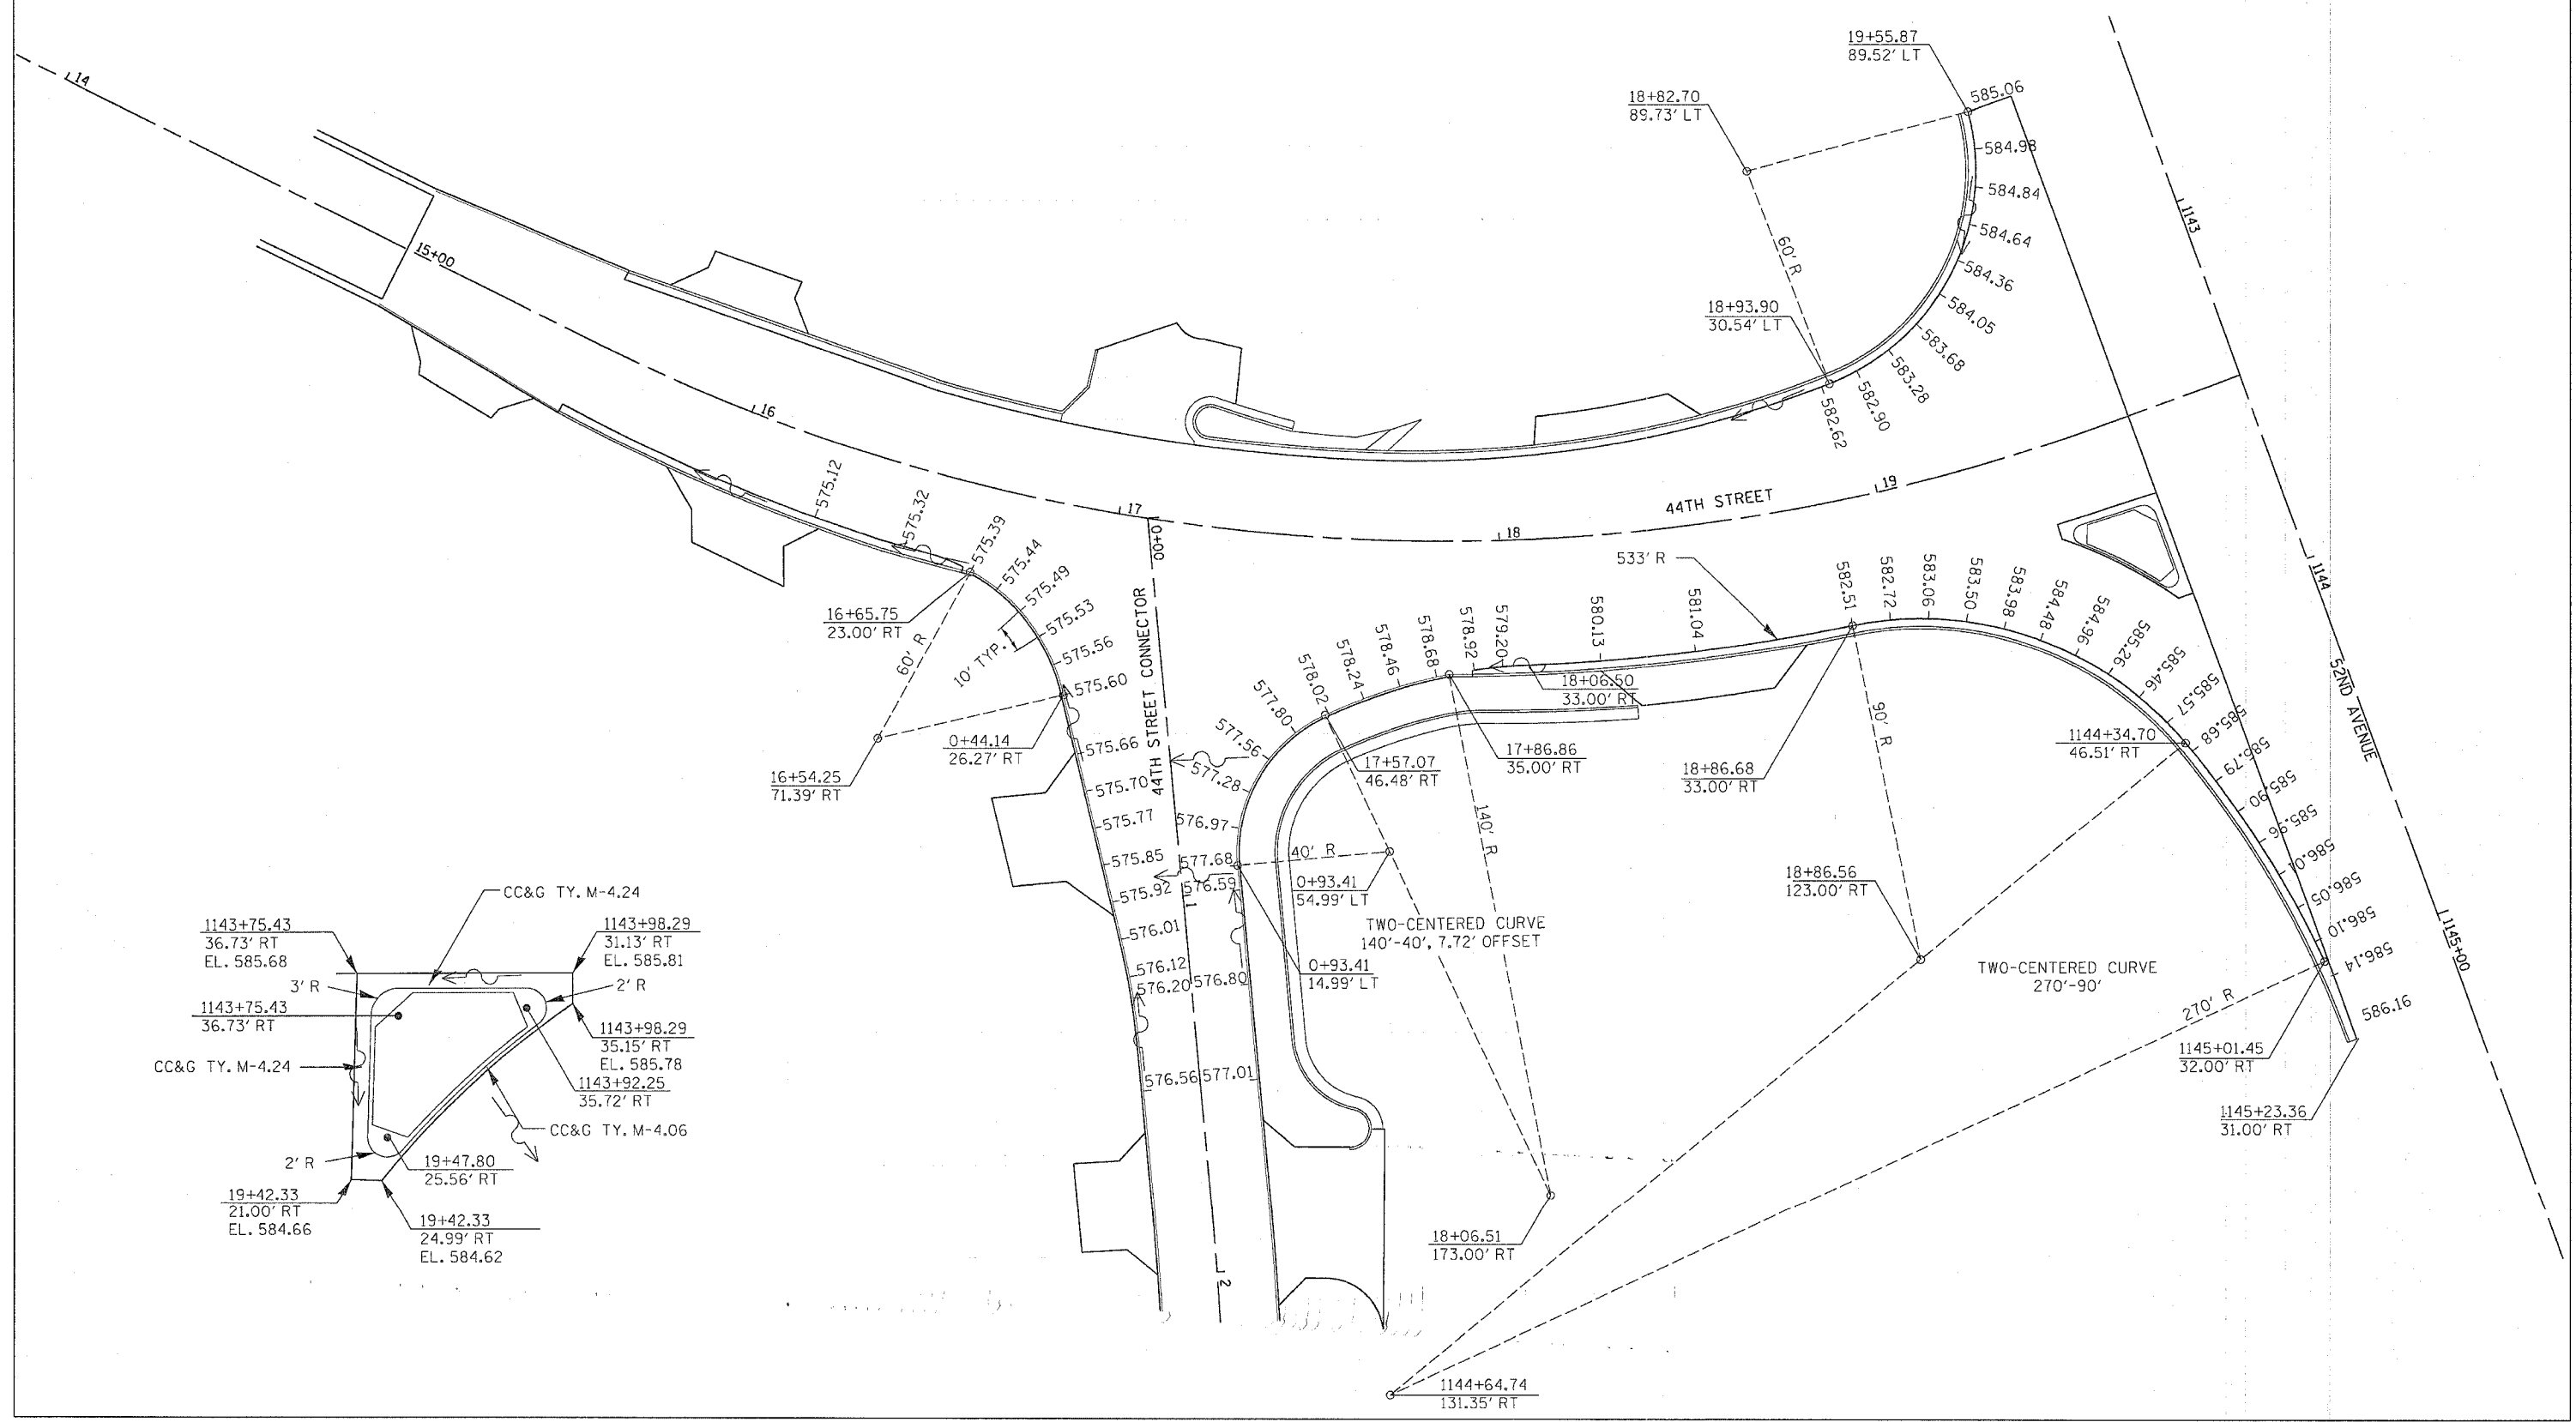 14
15+00
16
17
18
19
44TH STREET
19+55.87
89.52' LT
18+82.70
89.73' LT
60' R
18+93.90
30.54' LT
585.06
584.98
584.84
584.64
584.36
584.05
583.68
583.28
582.90
582.62
1143
1144
52ND AVENUE
1145+00
575.12
575.32
575.39
575.44
575.49
575.53
575.56
575.60
16+65.75
23.00' RT
60' R
10' TYP.
0+44.14
26.27' RT
16+54.25
71.39' RT
0+00
44TH STREET CONNECTOR
1
2
575.66
575.70
575.77
575.85
575.92
576.01
576.12
576.20
576.56
577.01
576.80
576.59
577.68
576.97
577.28
577.56
577.80
578.02
578.24
578.46
578.68
578.92
579.20
580.13
581.04
533' R
582.51
582.72
583.06
583.50
583.98
584.48
584.96
585.26
585.46
585.57
585.68
585.79
585.90
585.96
586.01
586.05
586.10
586.14
586.16
18+06.50
33.00' RT
17+86.86
35.00' RT
17+57.07
46.48' RT
140' R
40' R
0+93.41
54.99' LT
TWO-CENTERED CURVE
140'-40', 7.72' OFFSET
0+93.41
14.99' LT
18+06.51
173.00' RT
90' R
18+86.68
33.00' RT
18+86.56
123.00' RT
1144+34.70
46.51' RT
TWO-CENTERED CURVE
270'-90'
270' R
1145+01.45
32.00' RT
1145+23.36
31.00' RT
1144+64.74
131.35' RT
CC&G TY. M-4.24
1143+75.43
36.73' RT
EL. 585.68
1143+98.29
31.13' RT
EL. 585.81
3' R
2' R
1143+75.43
36.73' RT
1143+98.29
35.15' RT
EL. 585.78
CC&G TY. M-4.24
1143+92.25
35.72' RT
CC&G TY. M-4.06
2' R
19+47.80
25.56' RT
19+42.33
21.00' RT
EL. 584.66
19+42.33
24.99' RT
EL. 584.62